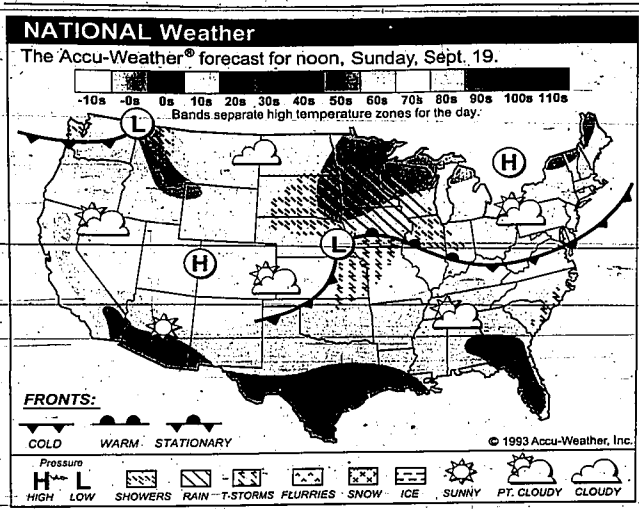 NATIONAL Weather
The Accu-Weather® forecast for noon, Sunday, Sept. 19.
-10s -0s 0s 10s 20s 30s 40s 50s 60s 70s 80s 90s 100s 110s
Bands separate high temperature zones for the day.
L
H
L
H
FRONTS:
COLD WARM STATIONARY
© 1993 Accu-Weather, Inc.
Pressure
H L
HIGH LOW SHOWERS RAIN T-STORMS FLURRIES SNOW ICE SUNNY PT. CLOUDY CLOUDY